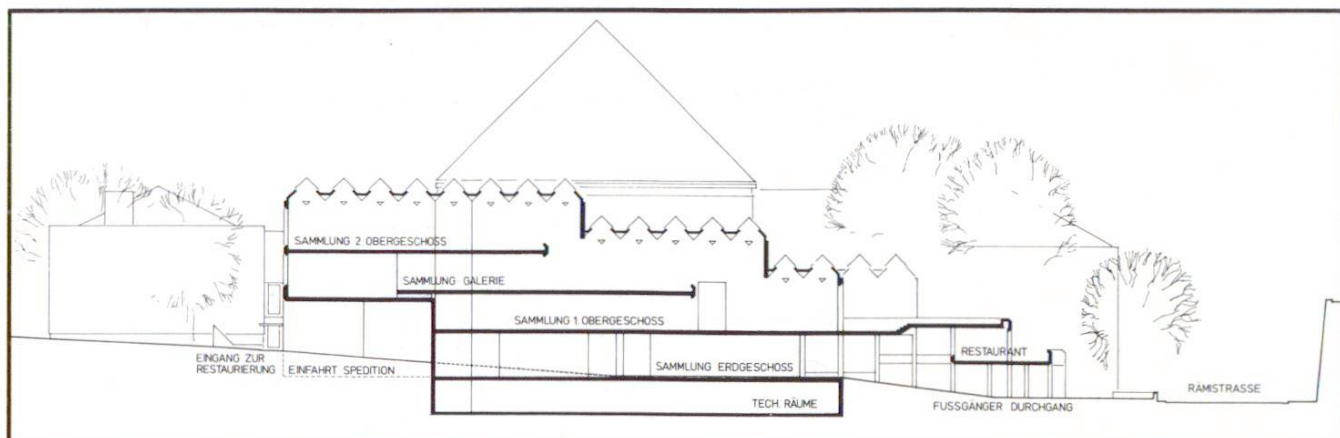 SAMMLUNG 2 OBERGESCHOSS
SAMMLUNG GALERIE
SAMMLUNG 1. OBERGESCHOSS
EINGANG ZUR
RESTAURIERUNG
EINFAHRT SPEDITION
SAMMLUNG ERDGESCHOSS
RESTAURANT
TECH. RÄUME
FUSSGÄNGER DURCHGANG
RÄMISTRASSE